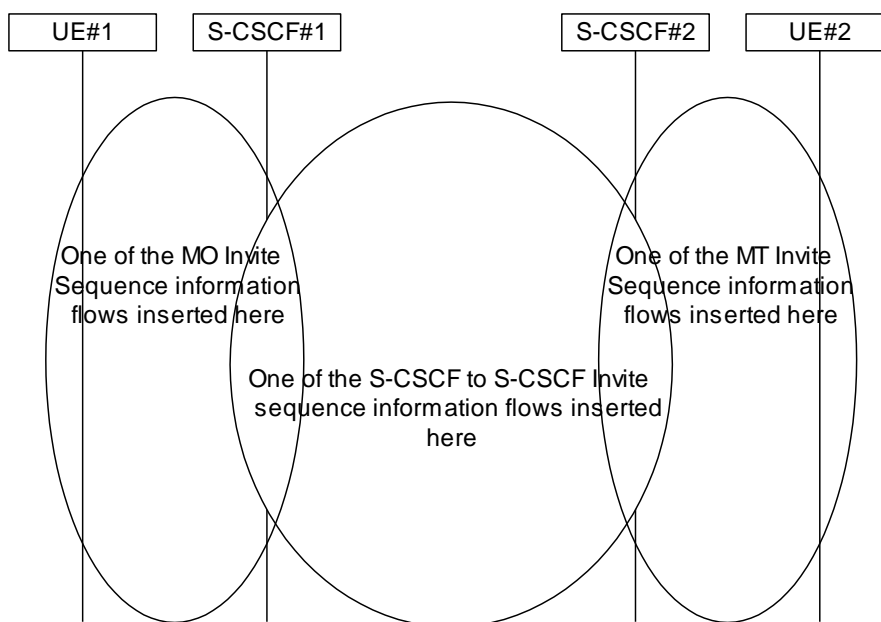 UE#1
S-CSCF#1
S-CSCF#2
UE#2
One of the MO Invite
Sequence information
flows inserted here
One of the MT Invite
Sequence information
flows inserted here
One of the S-CSCF to S-CSCF Invite
sequence information flows inserted
here